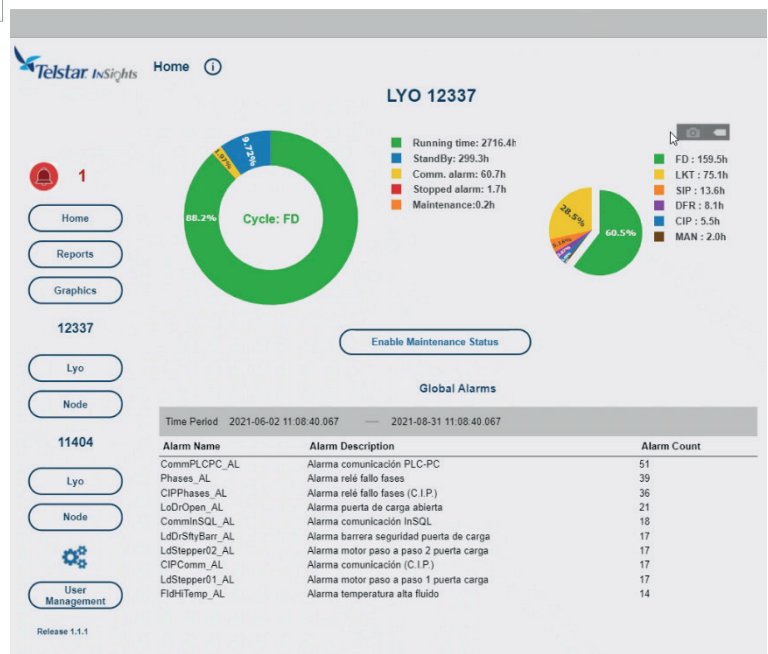 Telstar InSights
Home i
LYO 12337
1
Home
Reports
Graphics
12337
Lyo
Node
11404
Lyo
Node
User
Management
Release 1.1.1
9.72%
88.2%
Cycle: FD
Running time: 2716.4h
StandBy: 299.3h
Comm. alarm: 60.7h
Stopped alarm: 1.7h
Maintenance:0.2h
28.5%
60.5%
FD : 159.5h
LKT : 75.1h
SIP : 13.6h
DFR : 8.1h
CIP : 5.5h
MAN : 2.0h
Enable Maintenance Status
Global Alarms
Time Period 2021-06-02 11:08:40.067 — 2021-08-31 11:08:40.067
Alarm Name Alarm Description Alarm Count
CommPLCPC_AL Alarma comunicación PLC-PC 51
Phases_AL Alarma relé fallo fases 39
CIPPhases_AL Alarma relé fallo fases (C.I.P.) 36
LoDrOpen_AL Alarma puerta de carga abierta 21
CommInSQL_AL Alarma comunicación InSQL 18
LdDrSftyBarr_AL Alarma barrera seguridad puerta de carga 17
LdStepper02_AL Alarma motor paso a paso 2 puerta carga 17
CIPComm_AL Alarma comunicación (C.I.P.) 17
LdStepper01_AL Alarma motor paso a paso 1 puerta carga 17
FldHiTemp_AL Alarma temperatura alta fluido 14